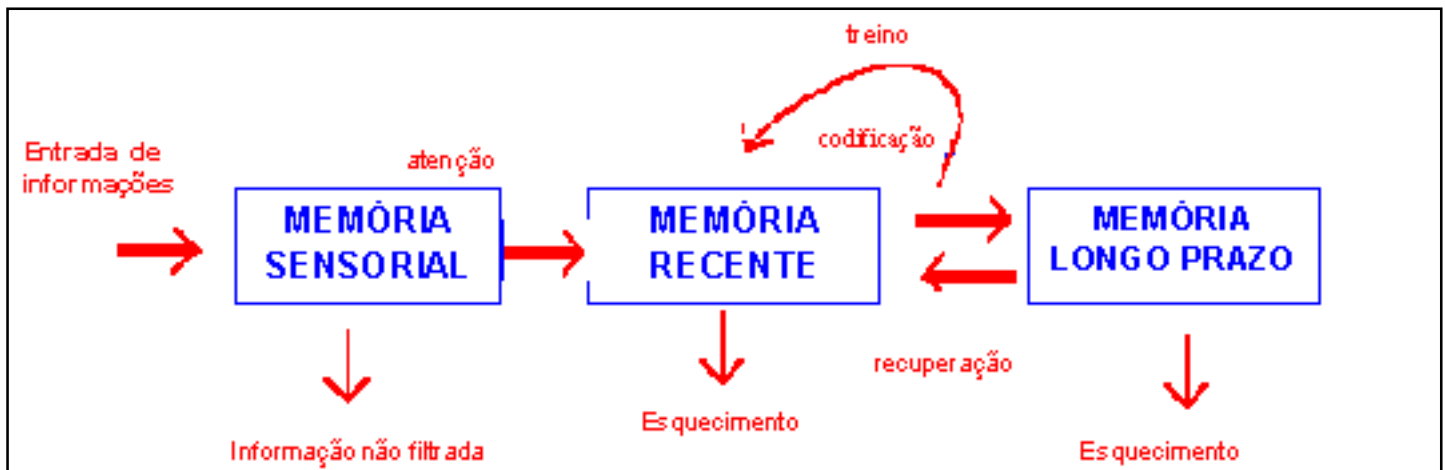 treino
codificação
Entrada de
informações
atenção
MEMÓRIA
SENSORIAL
MEMÓRIA
RECENTE
MEMÓRIA
LONGO PRAZO
recuperação
Esquecimento
Informação não filtrada
Esquecimento